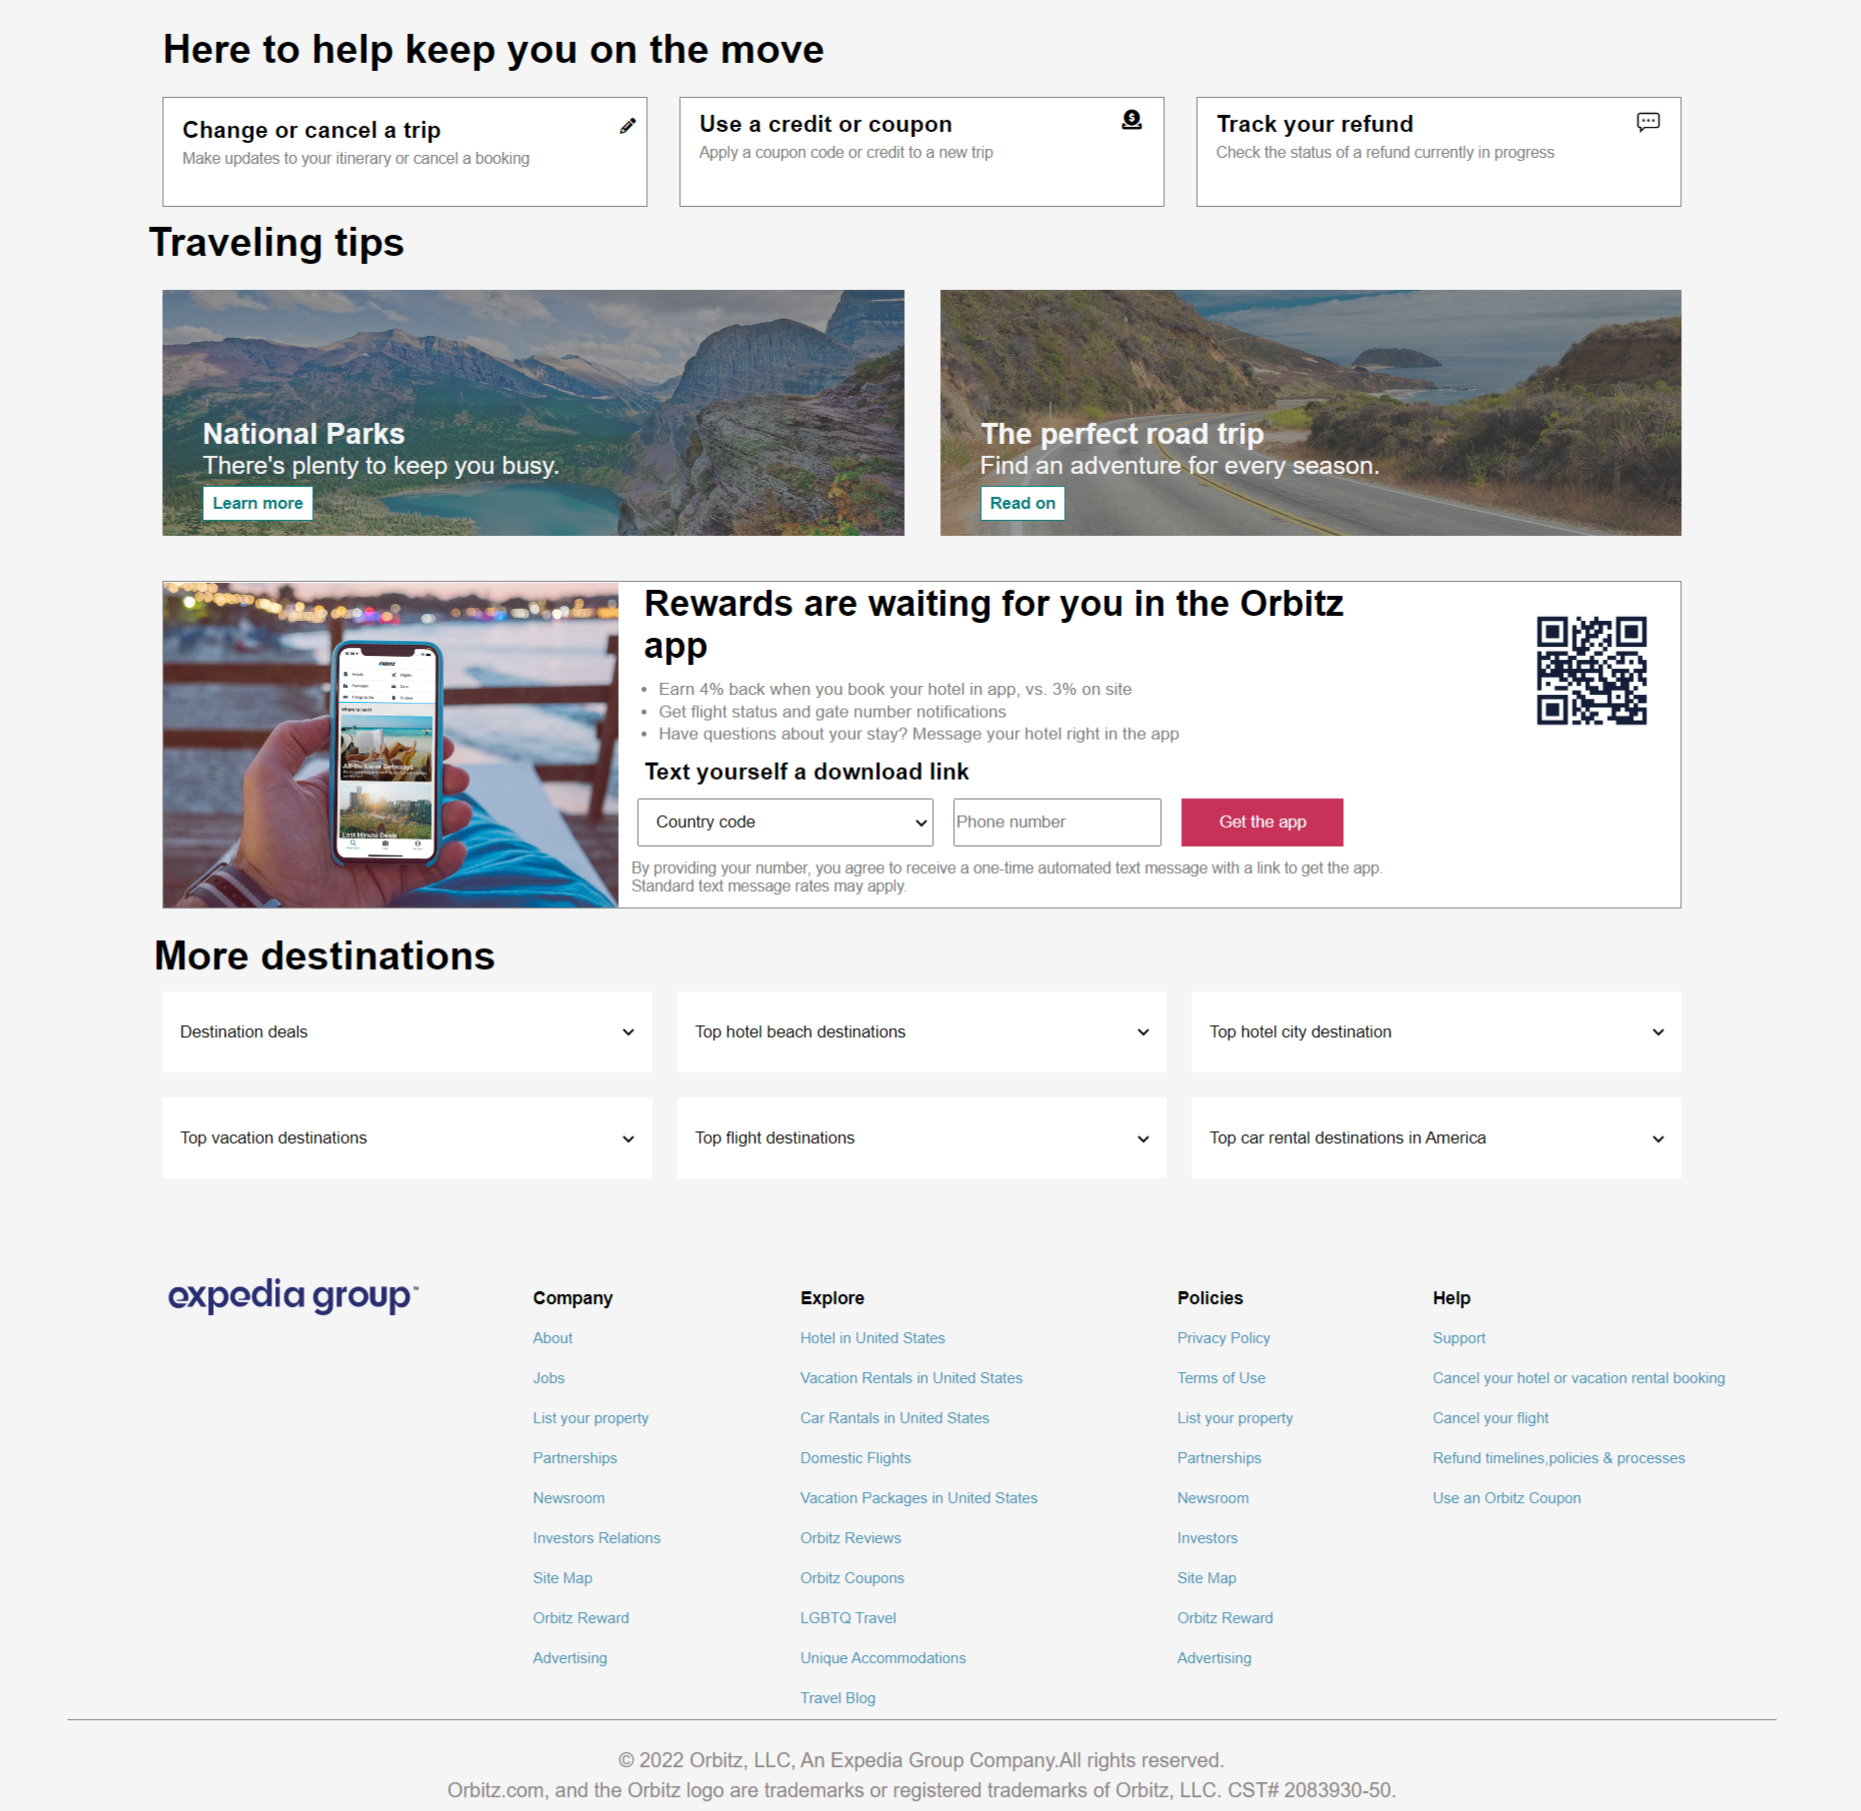 Here to help keep you on the move
Change or cancel a trip
Make updates to your itinerary or cancel a booking
Use a credit or coupon
Apply a coupon code or credit to a new trip
Track your refund
Check the status of a refund currently in progress
Traveling tips
National Parks
There's plenty to keep you busy.
Learn more
The perfect road trip
Find an adventure for every season.
Read on
Rewards are waiting for you in the Orbitz
app
• Earn 4% back when you book your hotel in app, vs. 3% on site
• Get flight status and gate number notifications
• Have questions about your stay? Message your hotel right in the app
Text yourself a download link
Country code
Phone number
Get the app
By providing your number, you agree to receive a one-time automated text message with a link to get the app.
Standard text message rates may apply.
More destinations
Destination deals
Top hotel beach destinations
Top hotel city destination
Top vacation destinations
Top flight destinations
Top car rental destinations in America
expedia group™
Company
About
Jobs
List your property
Partnerships
Newsroom
Investors Relations
Site Map
Orbitz Reward
Advertising
Explore
Hotel in United States
Vacation Rentals in United States
Car Rantals in United States
Domestic Flights
Vacation Packages in United States
Orbitz Reviews
Orbitz Coupons
LGBTQ Travel
Unique Accommodations
Travel Blog
Policies
Privacy Policy
Terms of Use
List your property
Partnerships
Newsroom
Investors
Site Map
Orbitz Reward
Advertising
Help
Support
Cancel your hotel or vacation rental booking
Cancel your flight
Refund timelines,policies & processes
Use an Orbitz Coupon
© 2022 Orbitz, LLC, An Expedia Group Company.All rights reserved.
Orbitz.com, and the Orbitz logo are trademarks or registered trademarks of Orbitz, LLC. CST# 2083930-50.